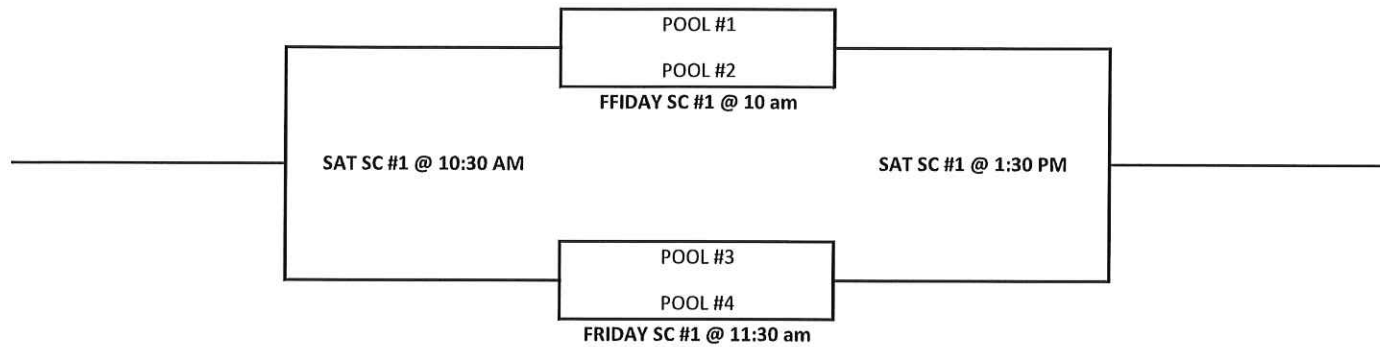 POOL #1
POOL #2
FFIDAY SC #1 @ 10 am
SAT SC #1 @ 10:30 AM
SAT SC #1 @ 1:30 PM
POOL #3
POOL #4
FRIDAY SC #1 @ 11:30 am